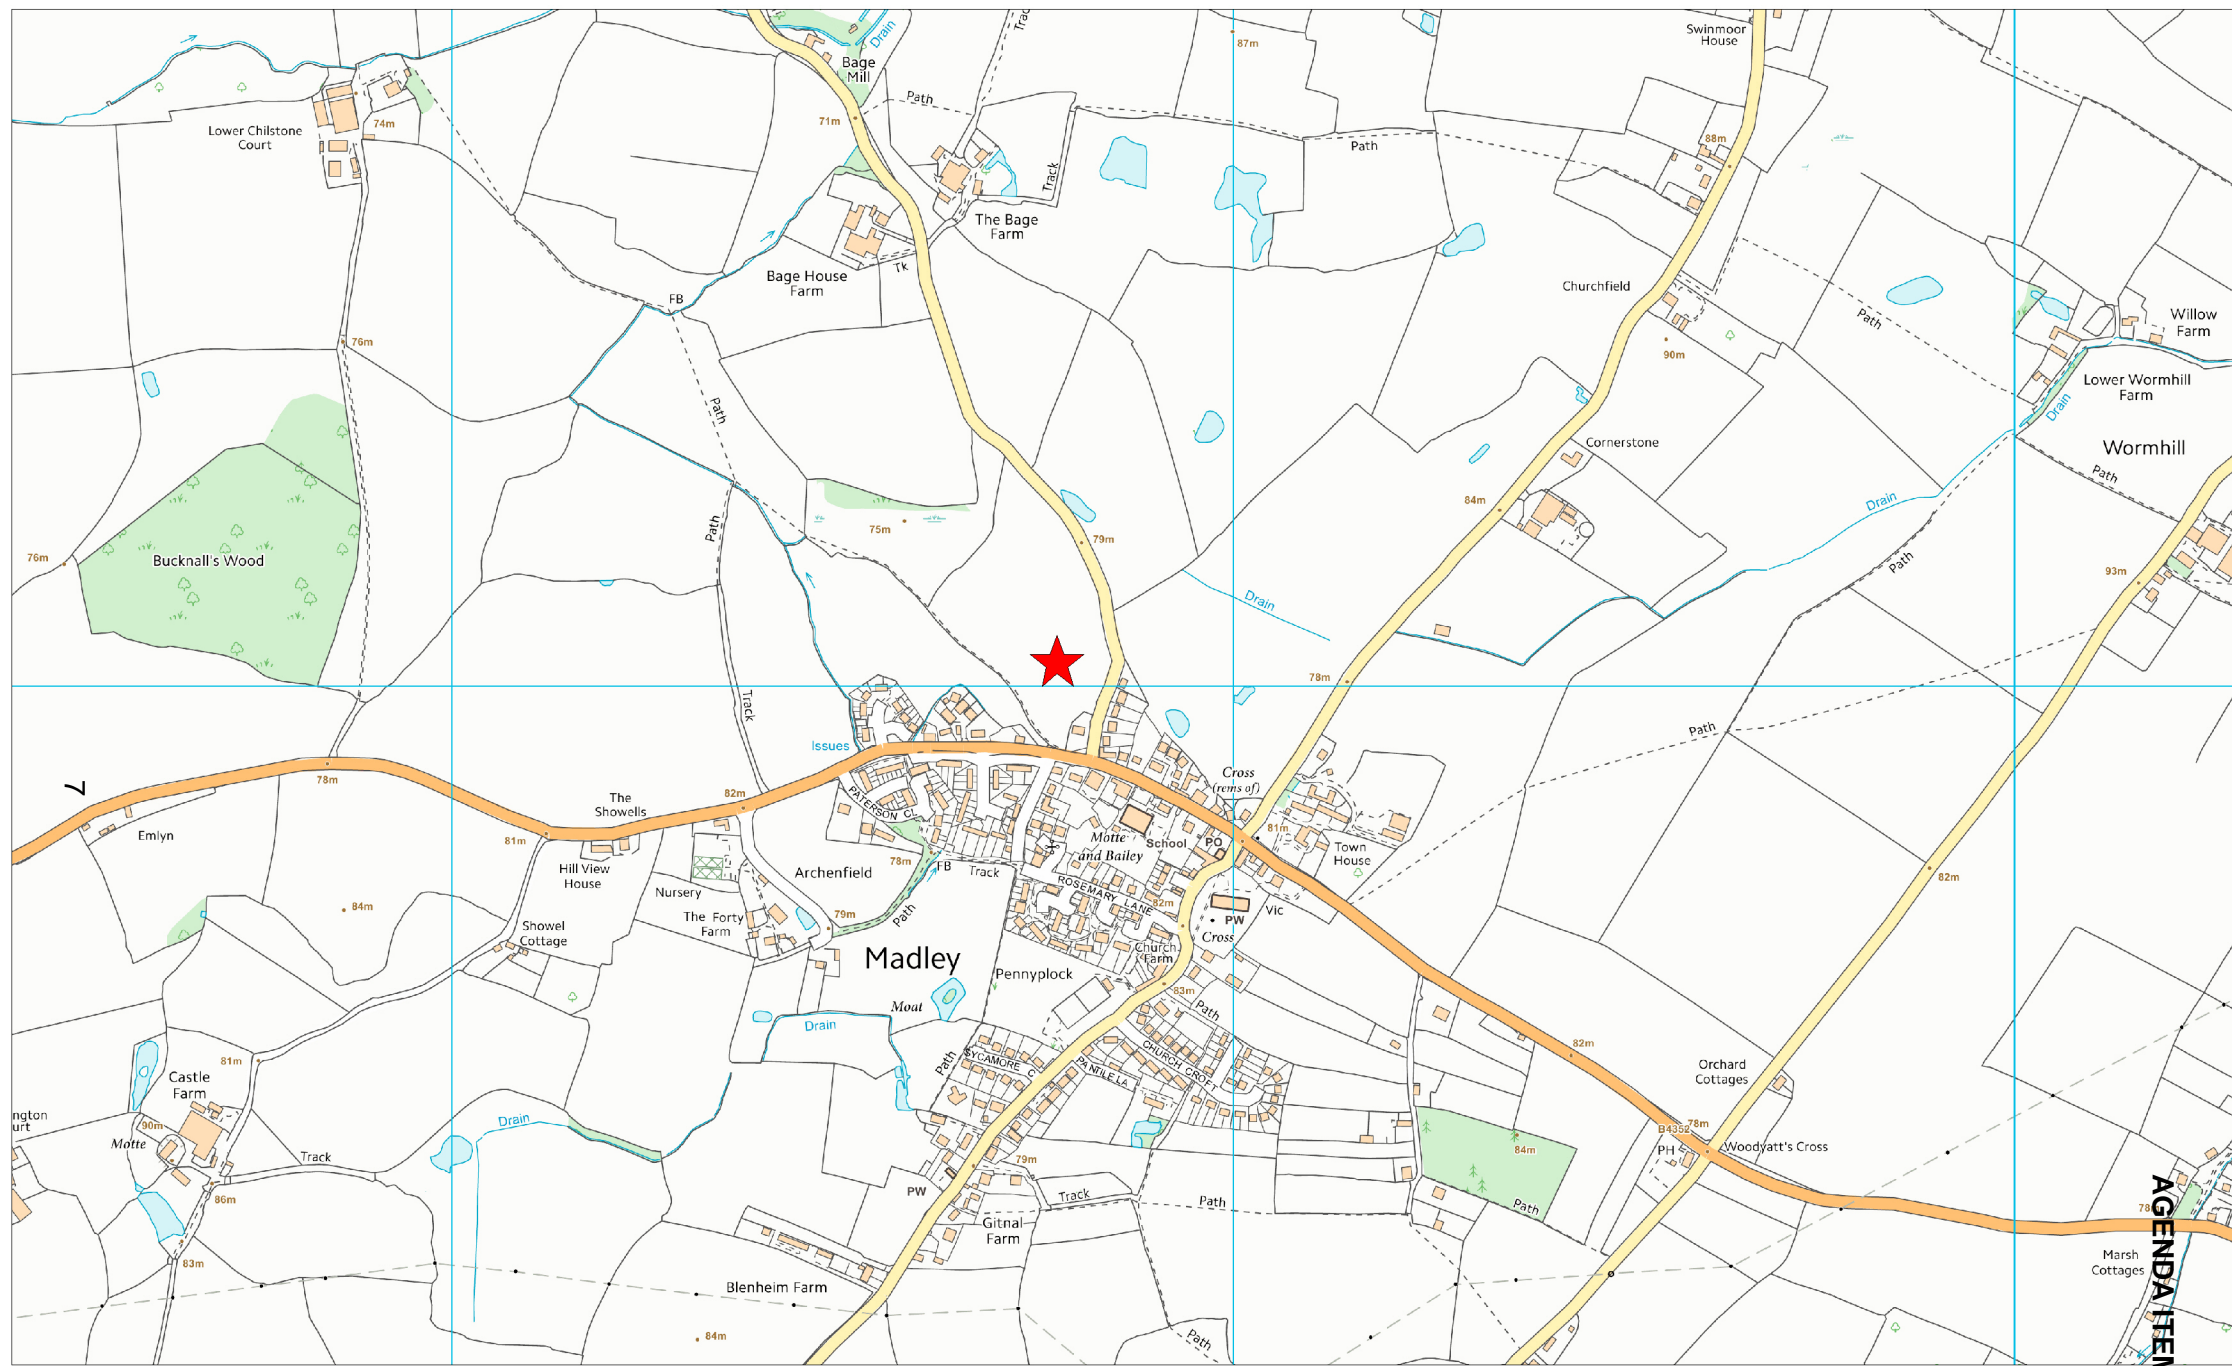 Track
Drain
Bage
Mill
87m
Swinmoor
House
Lower Chilstone
Court
74m
71m
Path
Track
Path
88m
The Bage
Farm
Bage House
Farm
Tk
FB
Churchfield
Path
90m
Willow
Farm
Lower Wormhill
Farm
Drain
76m
Path
Cornerstone
Wormhill
Path
84m
Drain
Path
75m
79m
76m
Bucknall's Wood
Path
93m
Drain
78m
Track
Path
Issues
7
78m
82m
The
Showells
81m
Emlyn
Hill View
House
PATERSON CL
Cross
(rems of)
81m
Motte
and Bailey
School
PO
Town
House
78m
FB
Track
Archenfield
Nursery
The Forty
Farm
79m
Path
ROSEMARY LANE
82m
PW
Vic
Cross
82m
84m
Showel
Cottage
Madley
Church
Farm
Pennyplock
83m
Path
Moat
Drain
82m
81m
Castle
Farm
Path
SYCAMORE C
PANTILE LA
CHURCH CROFT
Orchard
Cottages
ngton
urt
90m
Motte
Drain
78m
B4352
PH
Woodyatt's Cross
84m
Track
79m
86m
PW
Track
Path
Path
Gitnal
Farm
78
83m
Marsh
Cottages
Blenheim Farm
84m
Path
AGENDA ITEM